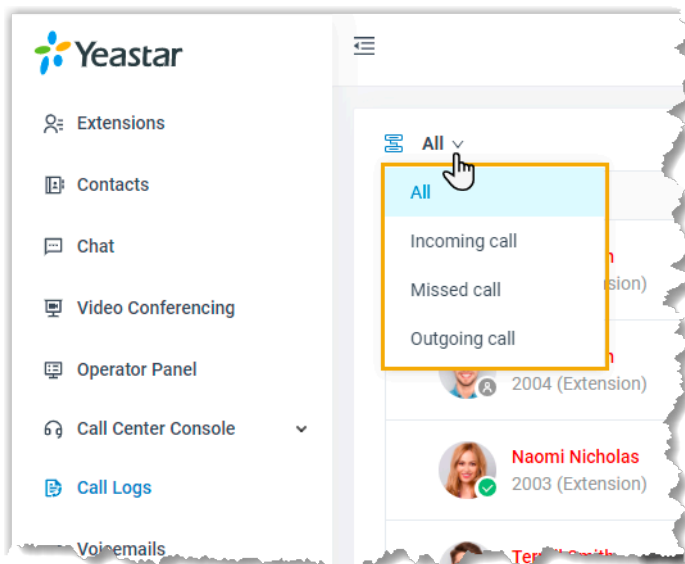 Yeastar
Extensions
Contacts
Chat
Video Conferencing
Operator Panel
Call Center Console
Call Logs
Voicemails
All
All
Incoming call
Missed call
Outgoing call
2004 (Extension)
Naomi Nicholas
2003 (Extension)